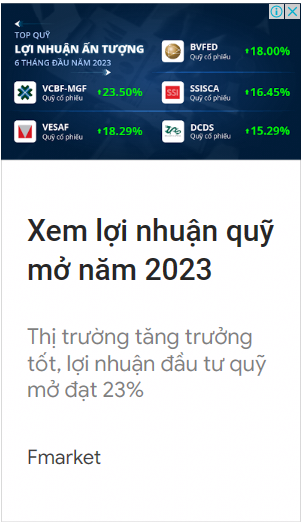 TOP QUỸ
LỢI NHUẬN ẤN TƯỢNG
6 THÁNG ĐẦU NĂM 2023
BVFED
Quỹ cổ phiếu
18.00%
VCBF-MGF
Quỹ cổ phiếu
23.50%
SSISCA
Quỹ cổ phiếu
16.45%
VESAF
Quỹ cổ phiếu
18.29%
DCDS
Quỹ cổ phiếu
15.29%
SSI
Xem lợi nhuận quỹ
mở năm 2023
Thị trường tăng trưởng
tốt, lợi nhuận đầu tư quỹ
mở đạt 23%
Fmarket